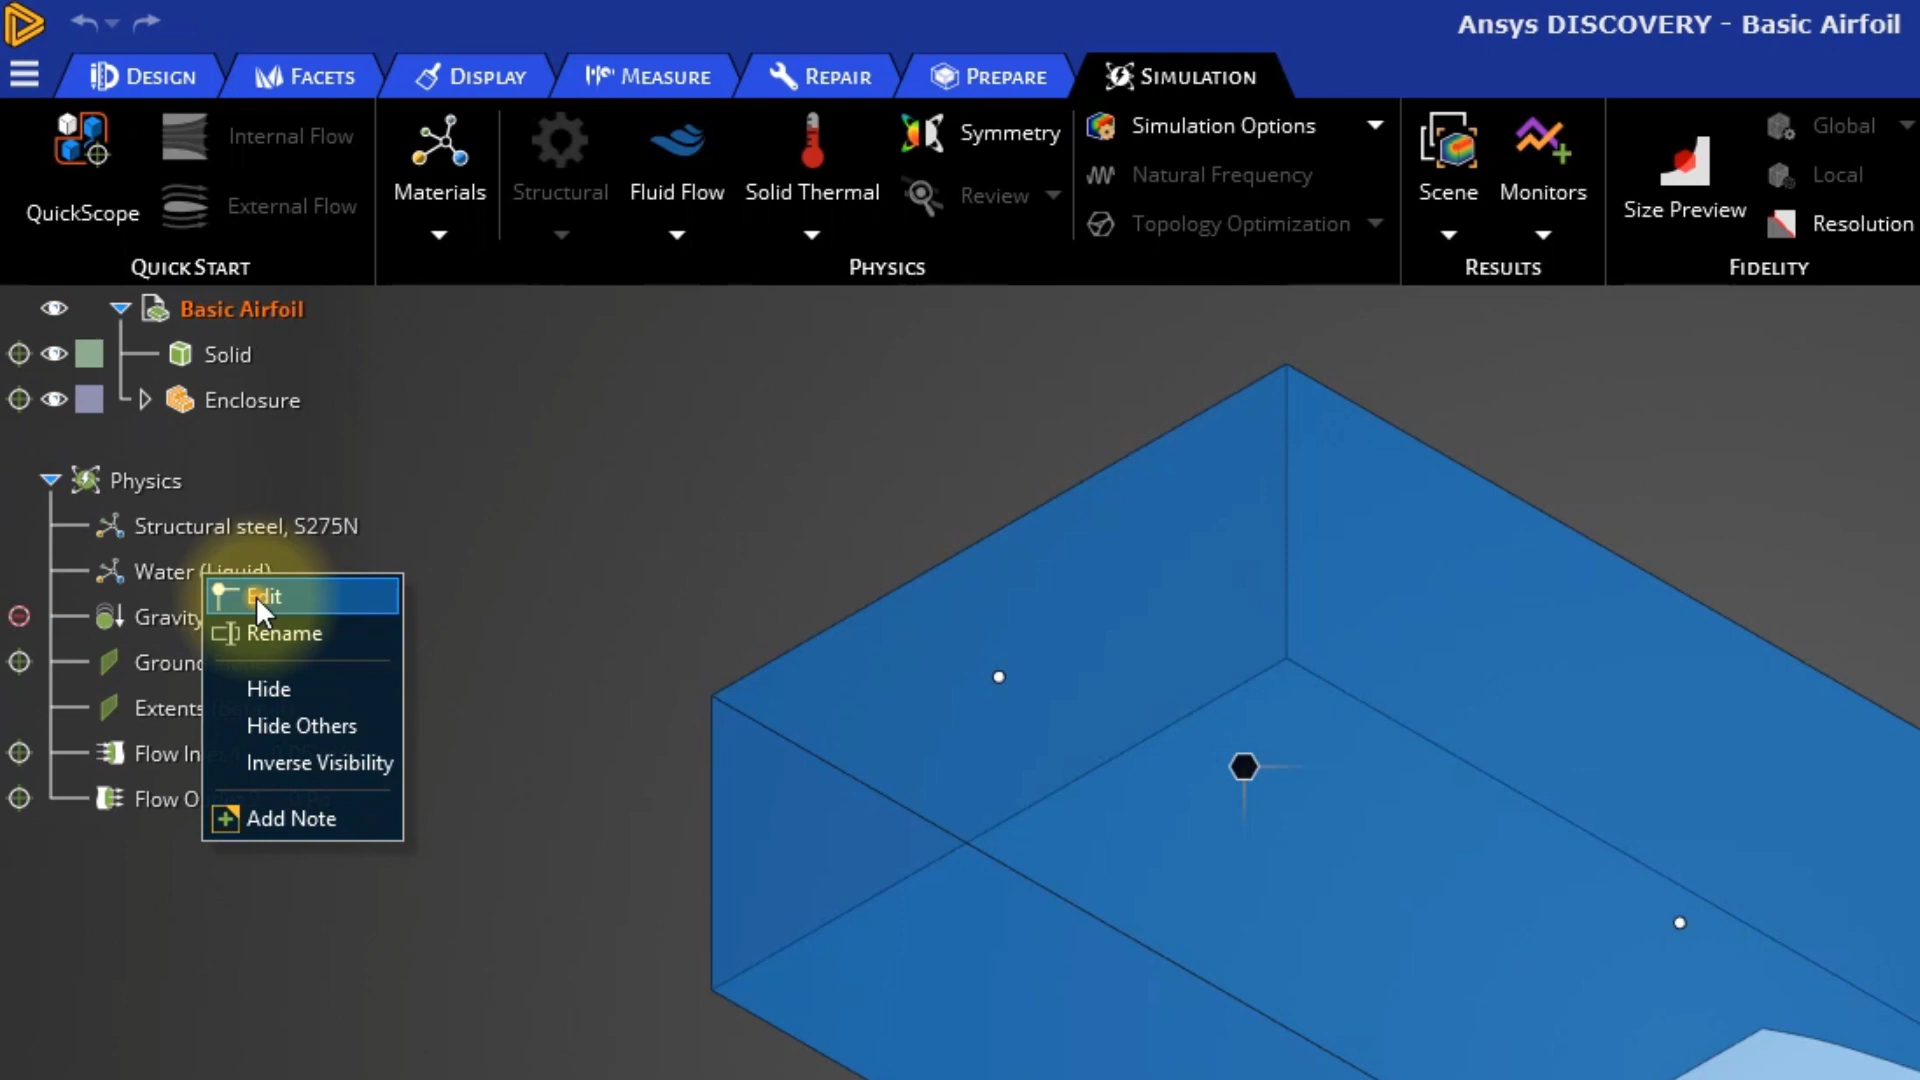 Ansys DISCOVERY - Basic Airfoil
DESIGN FACETS DISPLAY MEASURE REPAIR PREPARE SIMULATION
QuickScope
Internal Flow
External Flow
QUICK START
Materials
Structural
Fluid Flow
Solid Thermal
Symmetry
Review
Simulation Options
Natural Frequency
Topology Optimization
PHYSICS
Scene
Monitors
RESULTS
Size Preview
Global
Local
Resolution
FIDELITY
Basic Airfoil
Solid
Enclosure
Physics
Structural steel, S275N
Water (Liquid)
Gravity
Ground
Extents
Flow In
Flow O
Edit
Rename
Hide
Hide Others
Inverse Visibility
Add Note